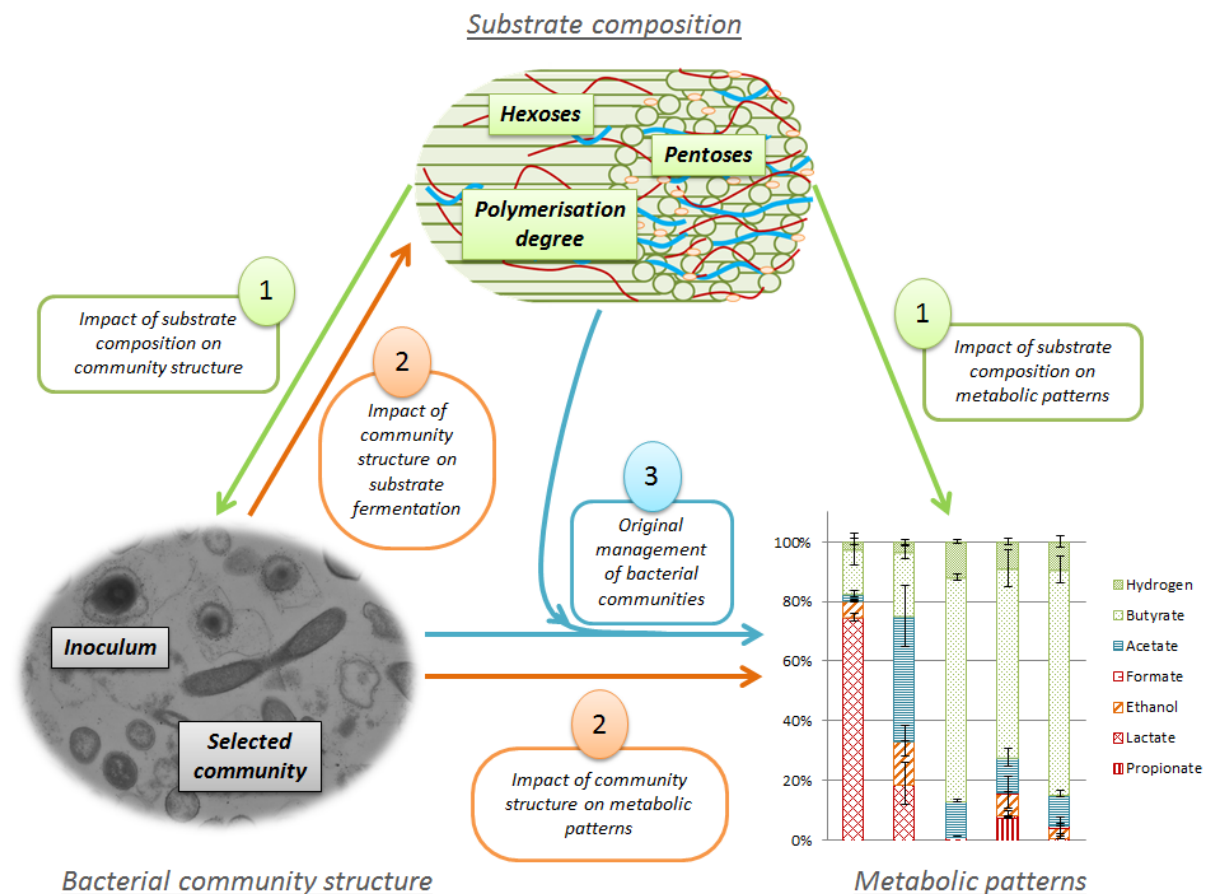 Substrate composition
Hexoses
Pentoses
Polymerisation
degree
1
Impact of substrate
composition on
community structure
2
Impact of
community
structure on
substrate
fermentation
1
Impact of substrate
composition on
metabolic patterns
3
Original
management
of bacterial
communities
Inoculum
Selected
community
2
Impact of community
structure on metabolic
patterns
100%
80%
60%
40%
20%
0%
Hydrogen
Butyrate
Acetate
Formate
Ethanol
Lactate
Propionate
Bacterial community structure
Metabolic patterns